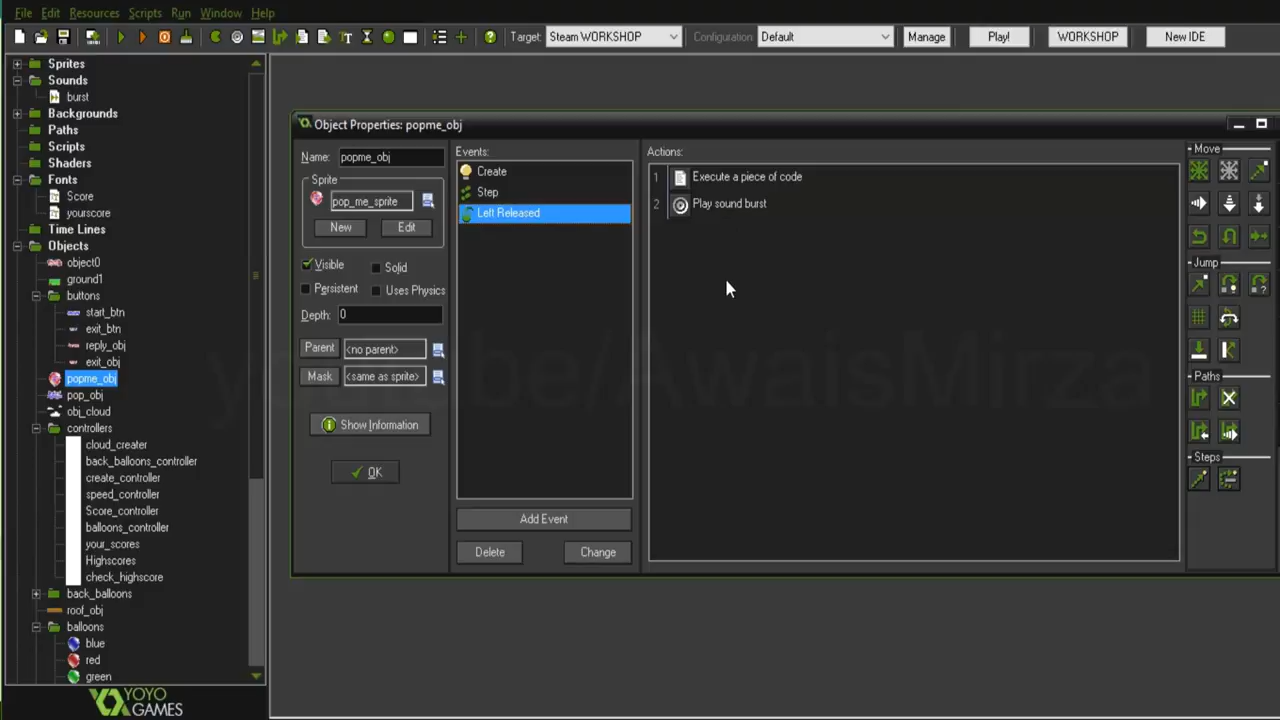 File Edit Resources Scripts Run Window Help
Target: Steam WORKSHOP Configuration: Default Manage Play! WORKSHOP New IDE
Sprites
Sounds
burst
Backgrounds
Paths
Scripts
Shaders
Fonts
Score
yourscore
Time Lines
Objects
object0
ground1
buttons
start_btn
exit_btn
reply_obj
exit_obj
popme_obj
pop_obj
obj_cloud
controllers
cloud_creater
back_balloons_controller
create_controller
speed_controller
Score_controller
balloons_controller
your_scores
Highscores
check_highscore
back_balloons
roof_obj
balloons
blue
red
green
YOYO
GAMES
Object Properties: popme_obj
Name: popme_obj
Sprite
pop_me_sprite
New Edit
Visible Solid
Persistent Uses Physics
Depth: 0
Parent <no parent>
Mask <same as sprite>
Show Information
OK
Events:
Create
Step
Left Released
Add Event
Delete Change
Actions:
1 Execute a piece of code
2 Play sound burst
Move
Jump
Paths
Steps
youtube/AwaisMirza